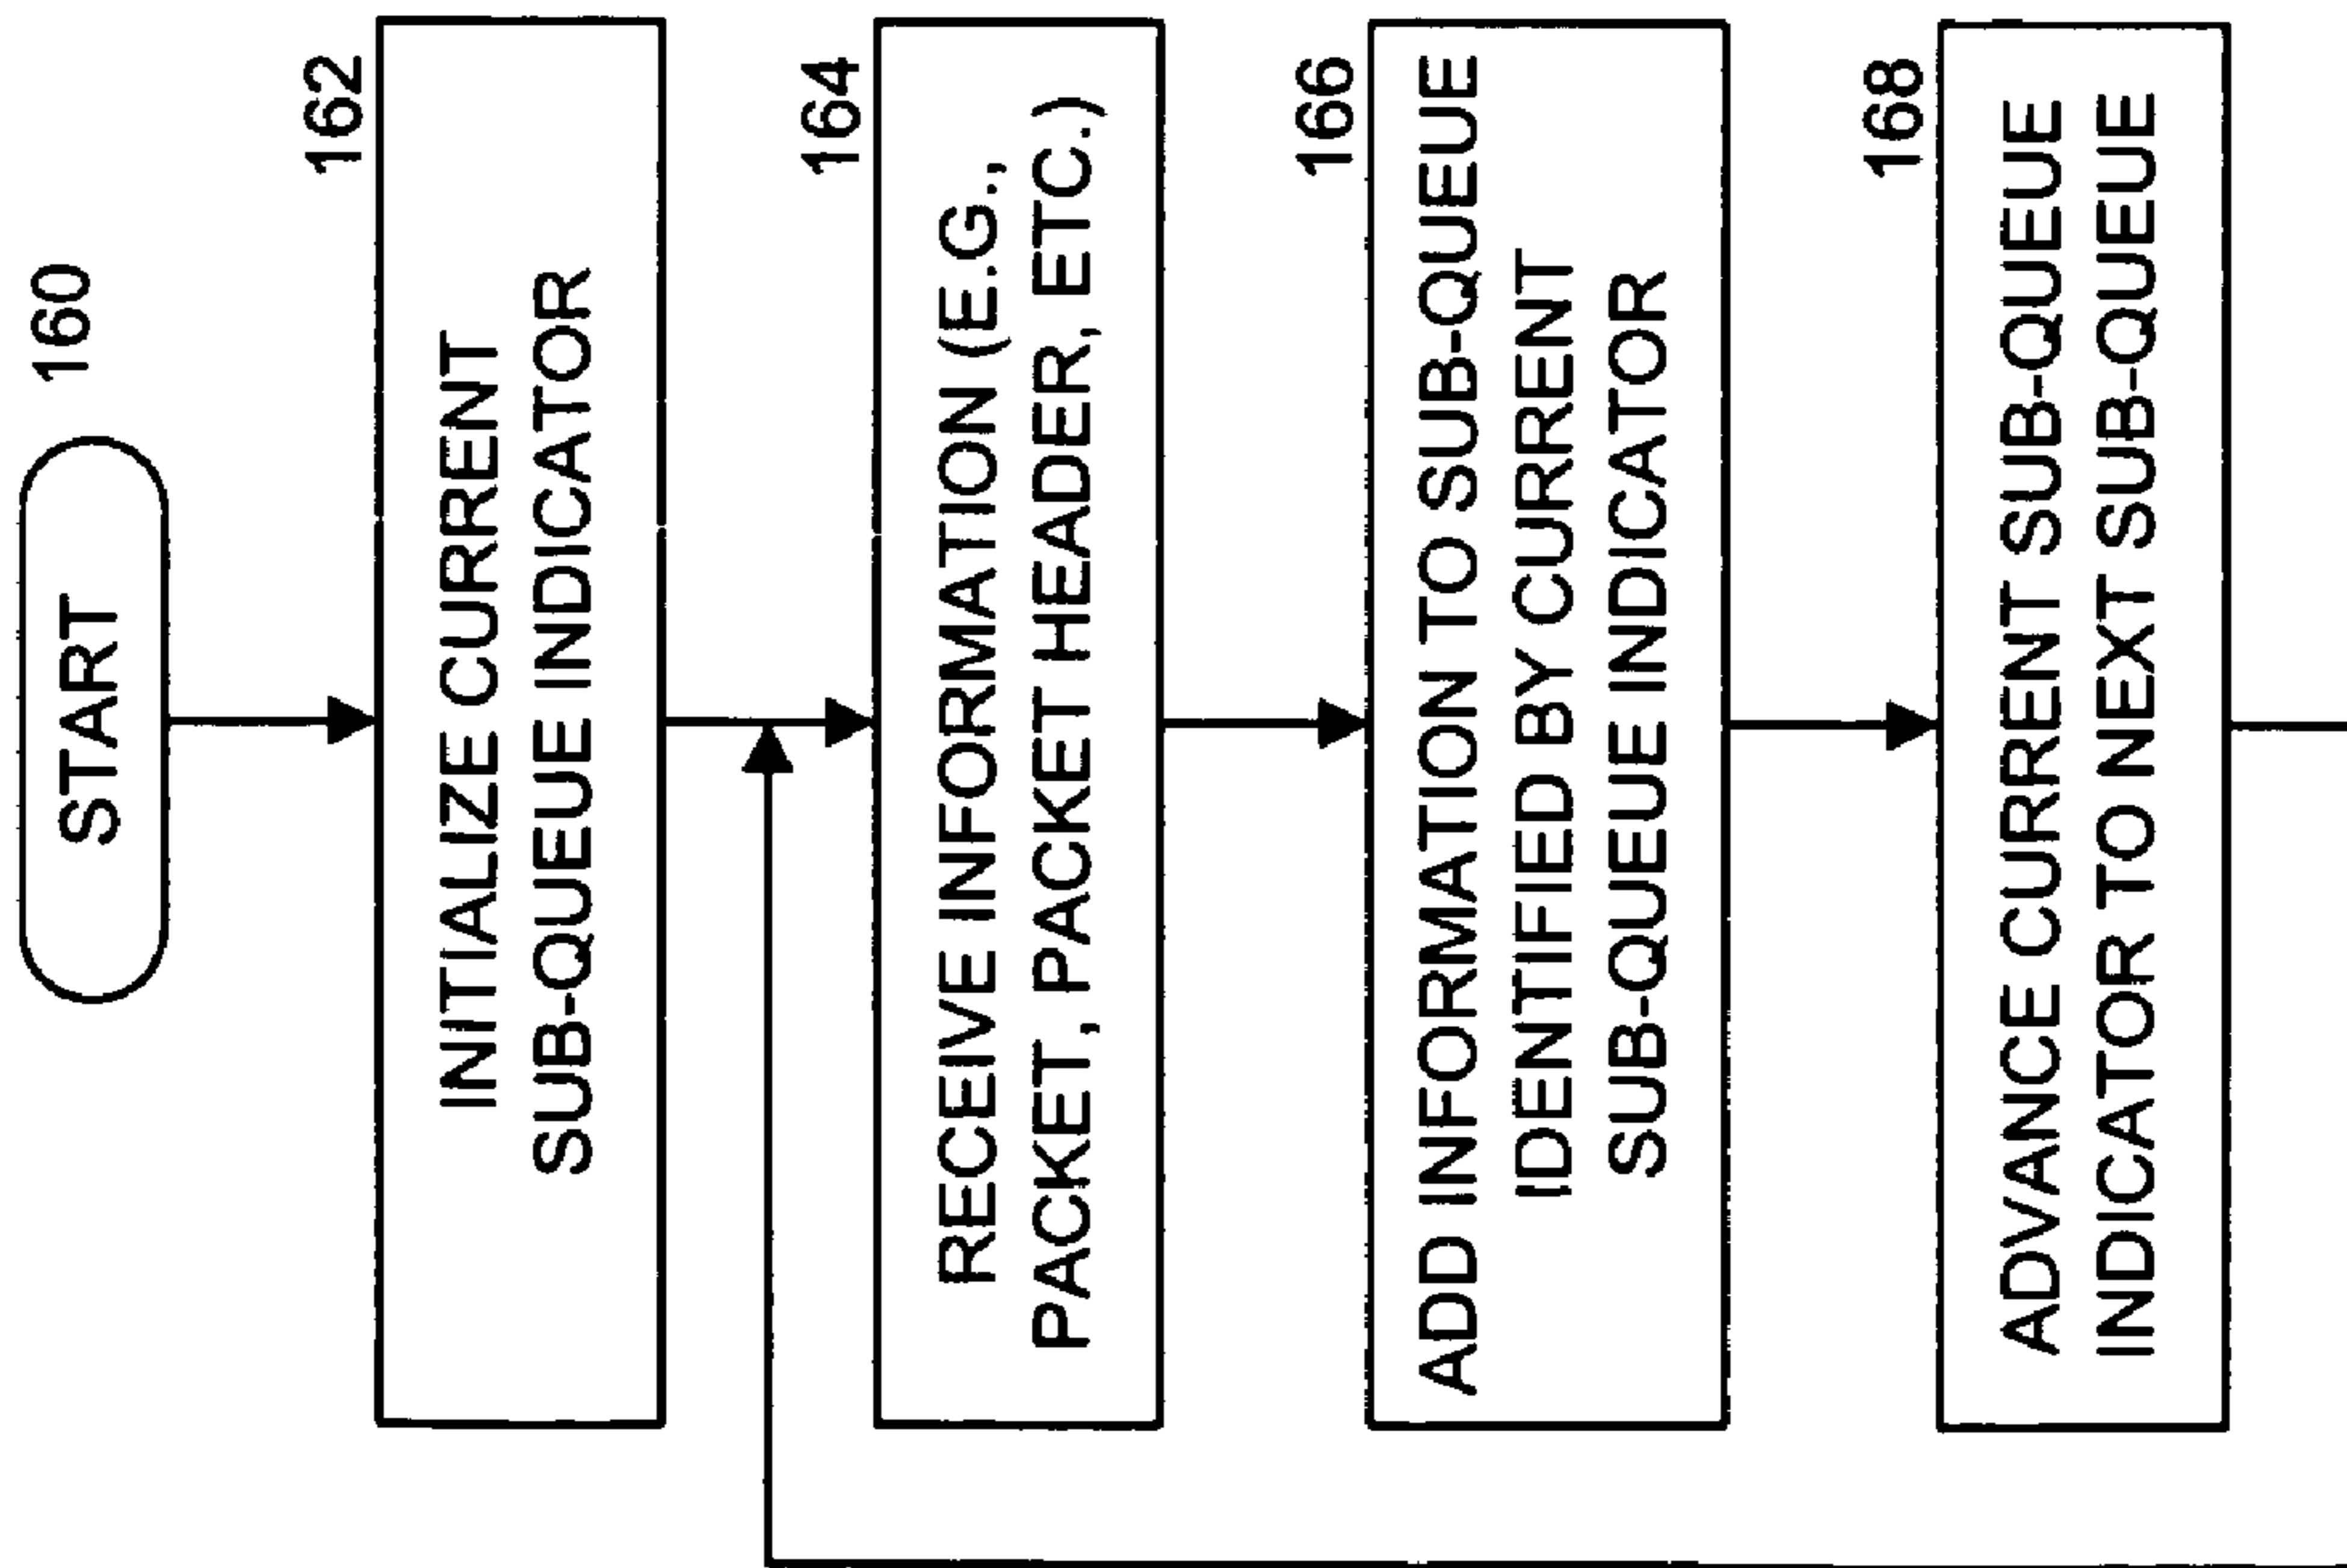 160
START
162
INITIALIZE CURRENT
SUB-QUEUE INDICATOR
164
RECEIVE INFORMATION (E.G.,
PACKET, PACKET HEADER, ETC.)
166
ADD INFORMATION TO SUB-QUEUE
IDENTIFIED BY CURRENT
SUB-QUEUE INDICATOR
168
ADVANCE CURRENT SUB-QUEUE
INDICATOR TO NEXT SUB-QUEUE